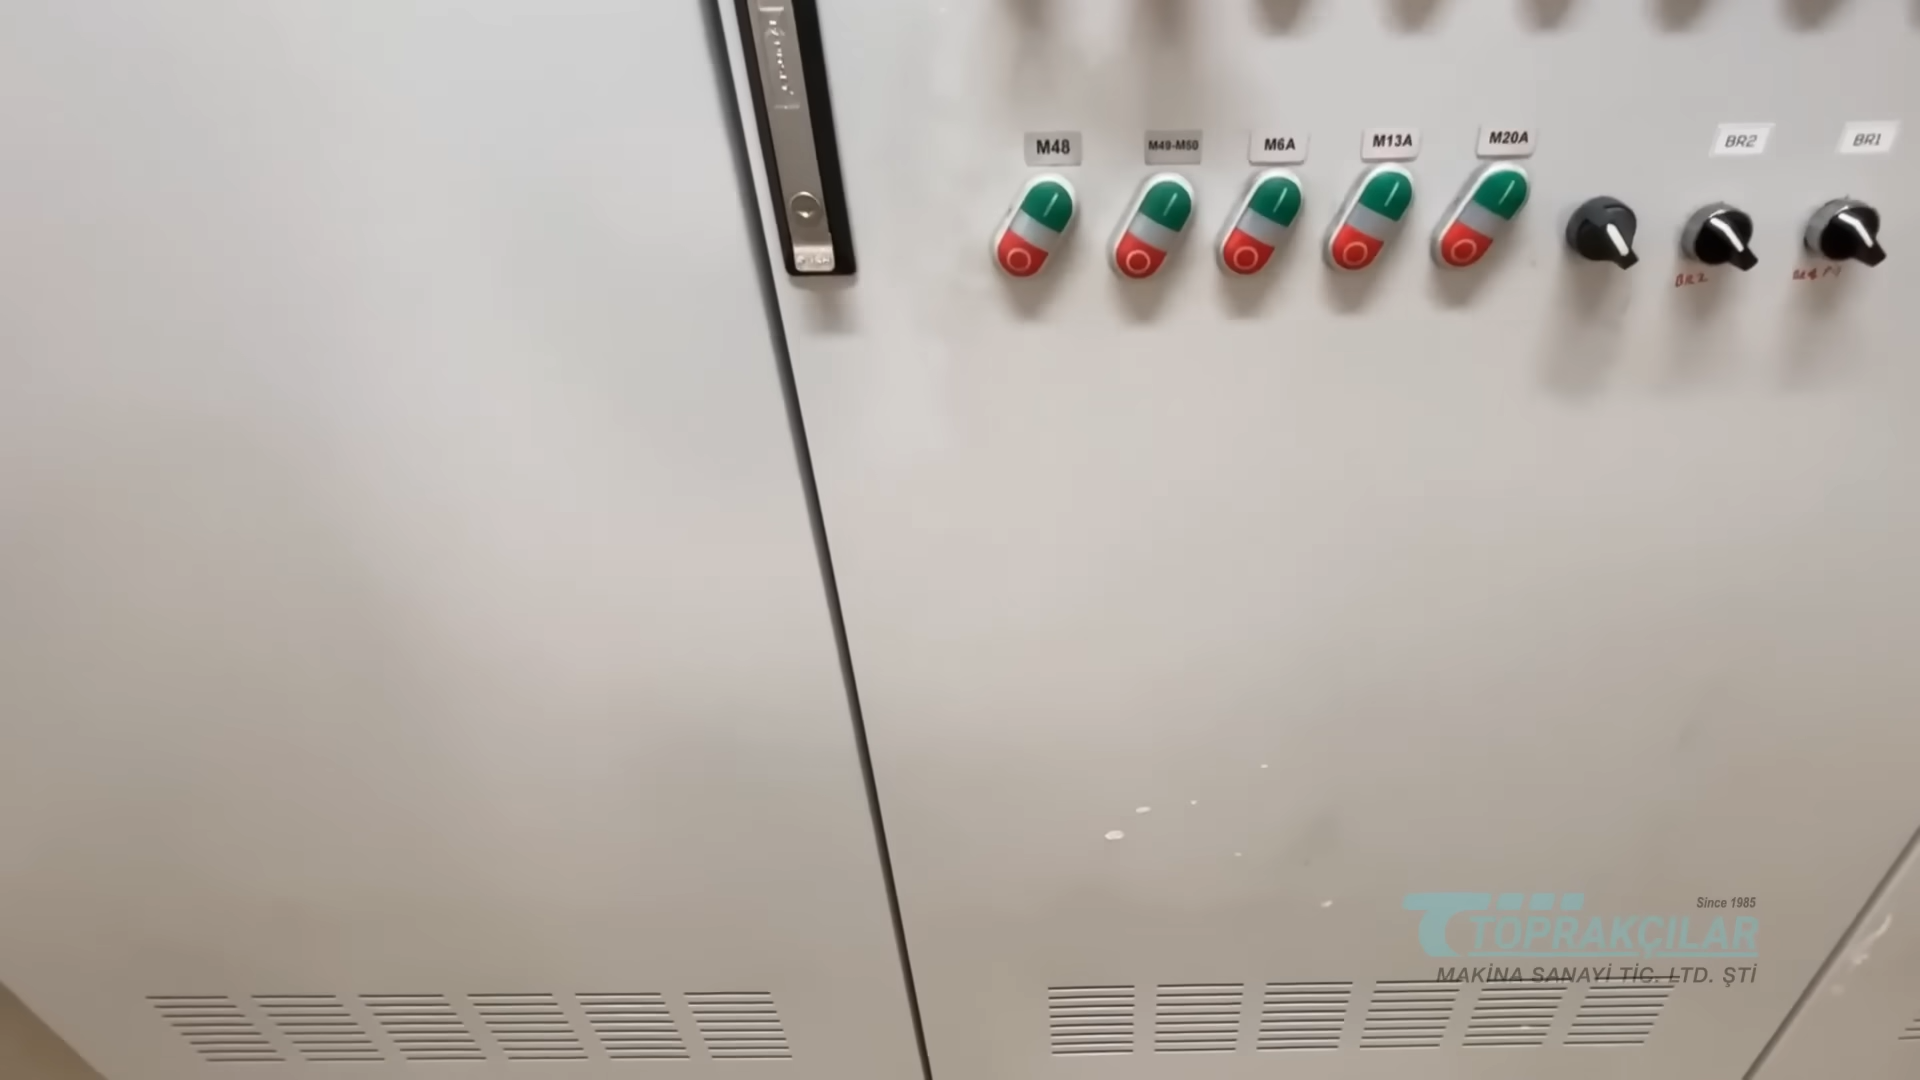 M48
M49-M50
M6A
M13A
M20A
BR2
BR1
BR2
Since 1985
TOPRAKÇILAR
MAKİNA SANAYİ TİC. LTD. ŞTİ